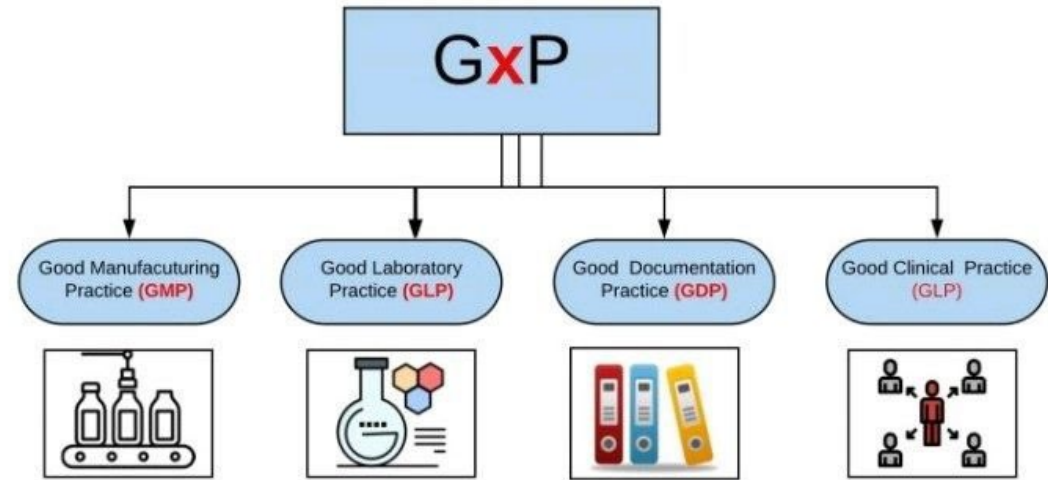 GxP
Good Manufacuturing
Practice (GMP)
Good Laboratory
Practice (GLP)
Good Documentation
Practice (GDP)
Good Clinical Practice
(GLP)